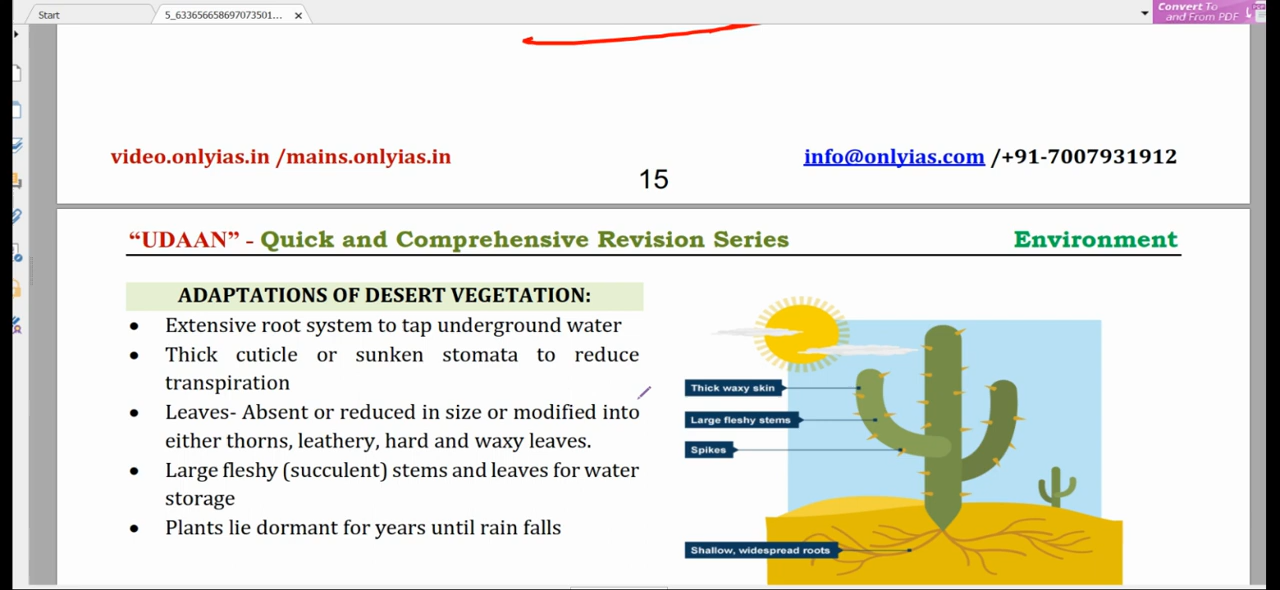 Start
5_633656658697073501...
Convert To
and From PDF
video.onlyias.in /mains.onlyias.in
info@onlyias.com /+91-7007931912
15
“UDAAN” - Quick and Comprehensive Revision Series
Environment
ADAPTATIONS OF DESERT VEGETATION:
• Extensive root system to tap underground water
• Thick cuticle or sunken stomata to reduce
transpiration
• Leaves- Absent or reduced in size or modified into
either thorns, leathery, hard and waxy leaves.
• Large fleshy (succulent) stems and leaves for water
storage
• Plants lie dormant for years until rain falls
Thick waxy skin
Large fleshy stems
Spikes
Shallow, widespread roots